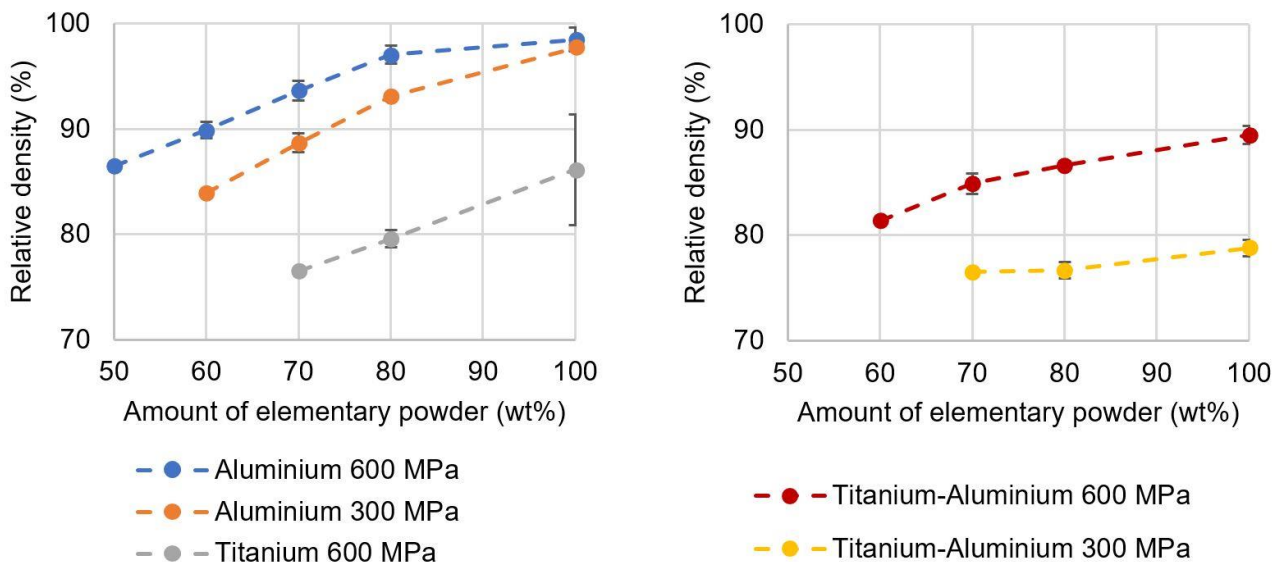 100
90
80
70
Relative density (%)
50 60 70 80 90 100
Amount of elementary powder (wt%)
Aluminium 600 MPa
Aluminium 300 MPa
Titanium 600 MPa
100
90
80
70
Relative density (%)
50 60 70 80 90 100
Amount of elementary powder (wt%)
Titanium-Aluminium 600 MPa
Titanium-Aluminium 300 MPa